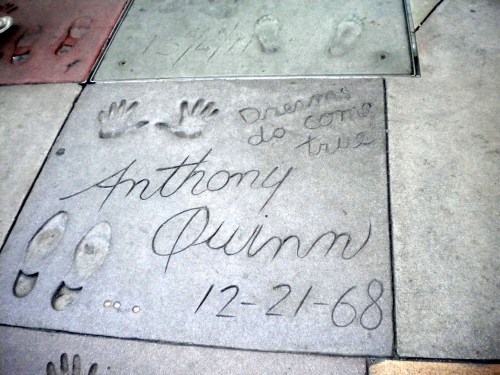 Dreams
do come
true
Anthony
Quinn
12-21-68